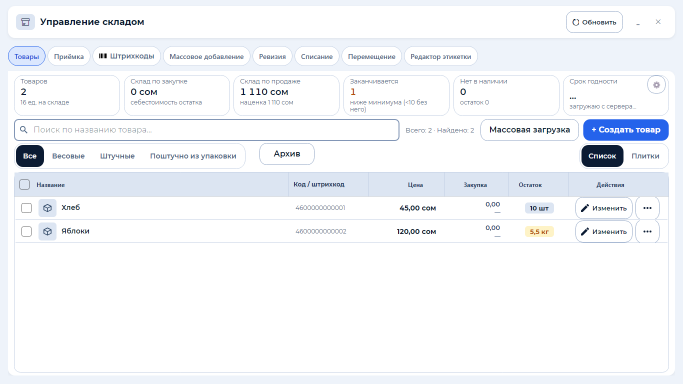 Управление складом
Обновить
Товары
Приёмка
Штрихкоды
Массовое добавление
Ревизия
Списание
Перемещение
Редактор этикетки
Товаров
2
16 ед. на складе
Склад по закупке
0 сом
себестоимость остатка
Склад по продаже
1 110 сом
наценка 1 110 сом
Заканчивается
1
ниже минимума (<10 без
него)
Нет в наличии
0
остаток 0
Срок годности
...
загружаю с сервера...
Поиск по названию товара...
Всего: 2 · Найдено: 2
Массовая загрузка
+ Создать товар
Все
Весовые
Штучные
Поштучно из упаковки
Архив
Список
Плитки
Название
Код / штрихкод
Цена
Закупка
Остаток
Действия
Хлеб
4600000000001
45,00 сом
0,00
—
10 шт
Изменить
Яблоки
4600000000002
120,00 сом
0,00
—
5,5 кг
Изменить